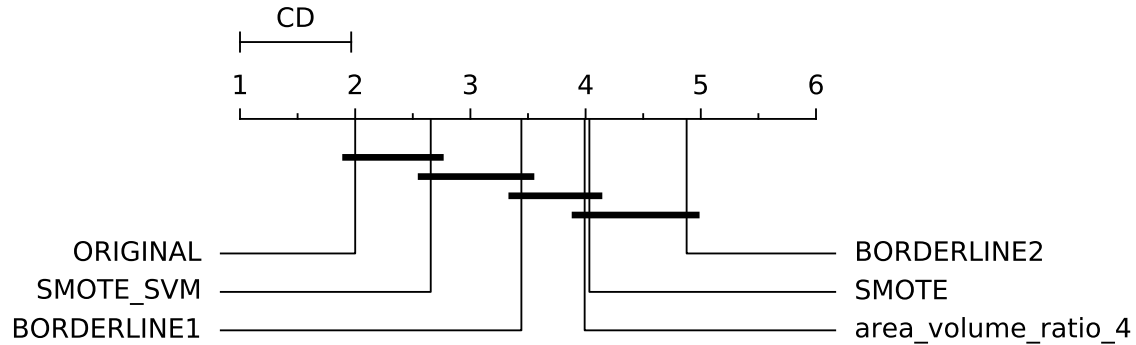 CD
1 2 3 4 5 6
ORIGINAL BORDERLINE2
SMOTE_SVM SMOTE
BORDERLINE1 area_volume_ratio_4